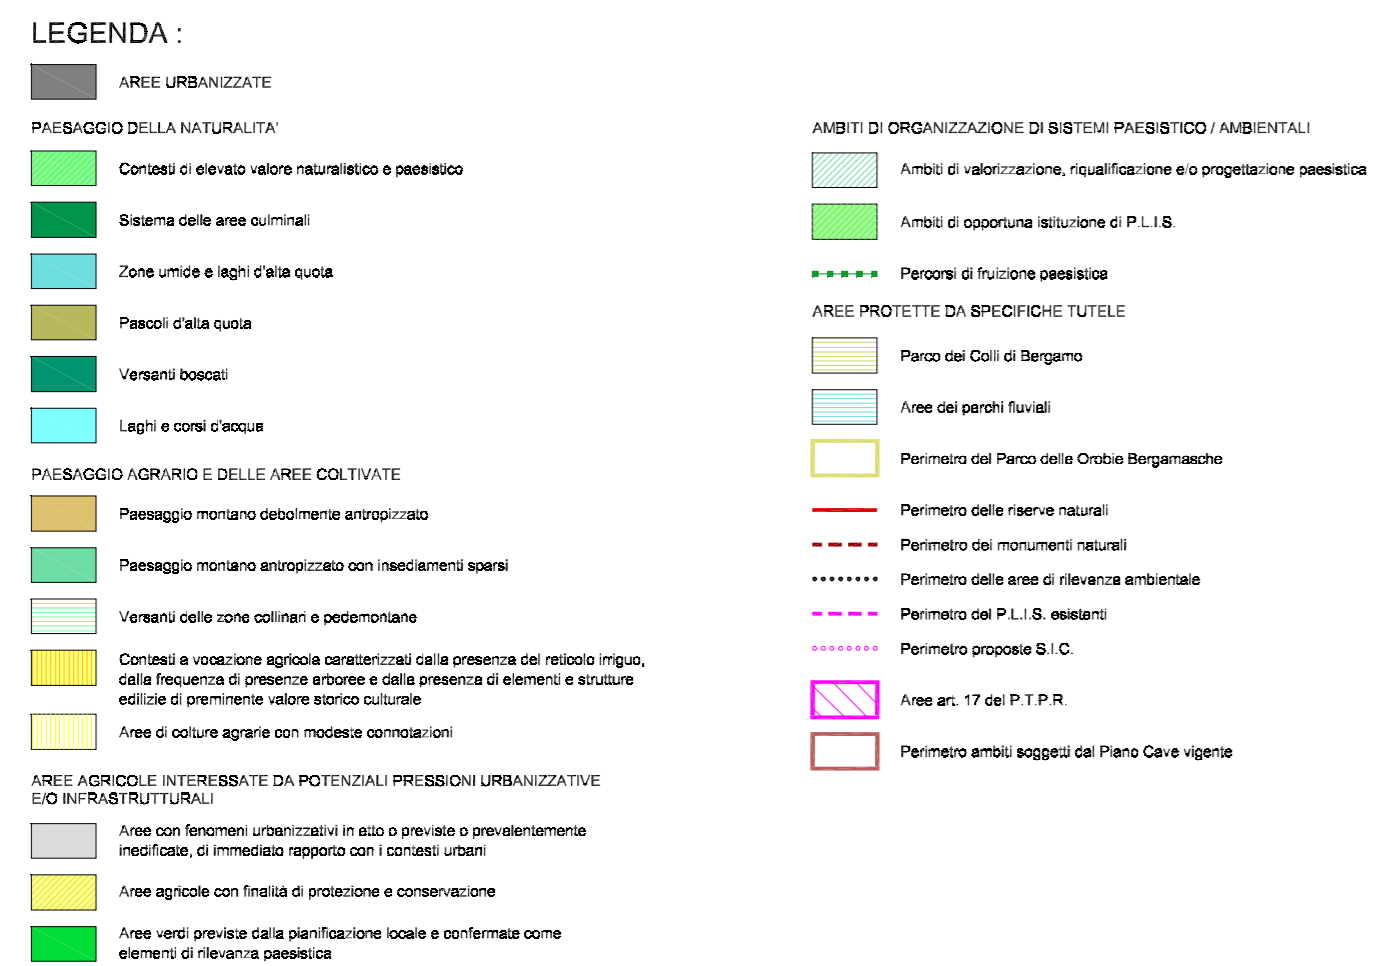 LEGENDA :
AREE URBANIZZATE
PAESAGGIO DELLA NATURALITA'
Contesti di elevato valore naturalistico e paesistico
Sistema delle aree culminali
Zone umide e laghi d'alta quota
Pascoli d'alta quota
Versanti boscati
Laghi e corsi d'acqua
PAESAGGIO AGRARIO E DELLE AREE COLTIVATE
Paesaggio montano debolmente antropizzato
Paesaggio montano antropizzato con insediamenti sparsi
Versanti delle zone collinari e pedemontane
Contesti a vocazione agricola caratterizzati dalla presenza del reticolo irriguo,
dalla frequenza di presenze arboree e dalla presenza di elementi e strutture
edilizie di preminente valore storico culturale
Aree di colture agrarie con modeste connotazioni
AREE AGRICOLE INTERESSATE DA POTENZIALI PRESSIONI URBANIZZATIVE
E/O INFRASTRUTTURALI
Aree con fenomeni urbanizzativi in atto o previste o prevalentemente
inedificate, di immediato rapporto con i contesti urbani
Aree agricole con finalità di protezione e conservazione
Aree verdi previste dalla pianificazione locale e confermate come
elementi di rilevanza paesistica
AMBITI DI ORGANIZZAZIONE DI SISTEMI PAESISTICO / AMBIENTALI
Ambiti di valorizzazione, riqualificazione e/o progettazione paesistica
Ambiti di opportuna istituzione di P.L.I.S.
Percorsi di fruizione paesistica
AREE PROTETTE DA SPECIFICHE TUTELE
Parco dei Colli di Bergamo
Aree dei parchi fluviali
Perimetro del Parco delle Orobie Bergamasche
Perimetro delle riserve naturali
Perimetro dei monumenti naturali
Perimetro delle aree di rilevanza ambientale
Perimetro del P.L.I.S. esistenti
Perimetro proposte S.I.C.
Aree art. 17 del P.T.P.R.
Perimetro ambiti soggetti dal Piano Cave vigente